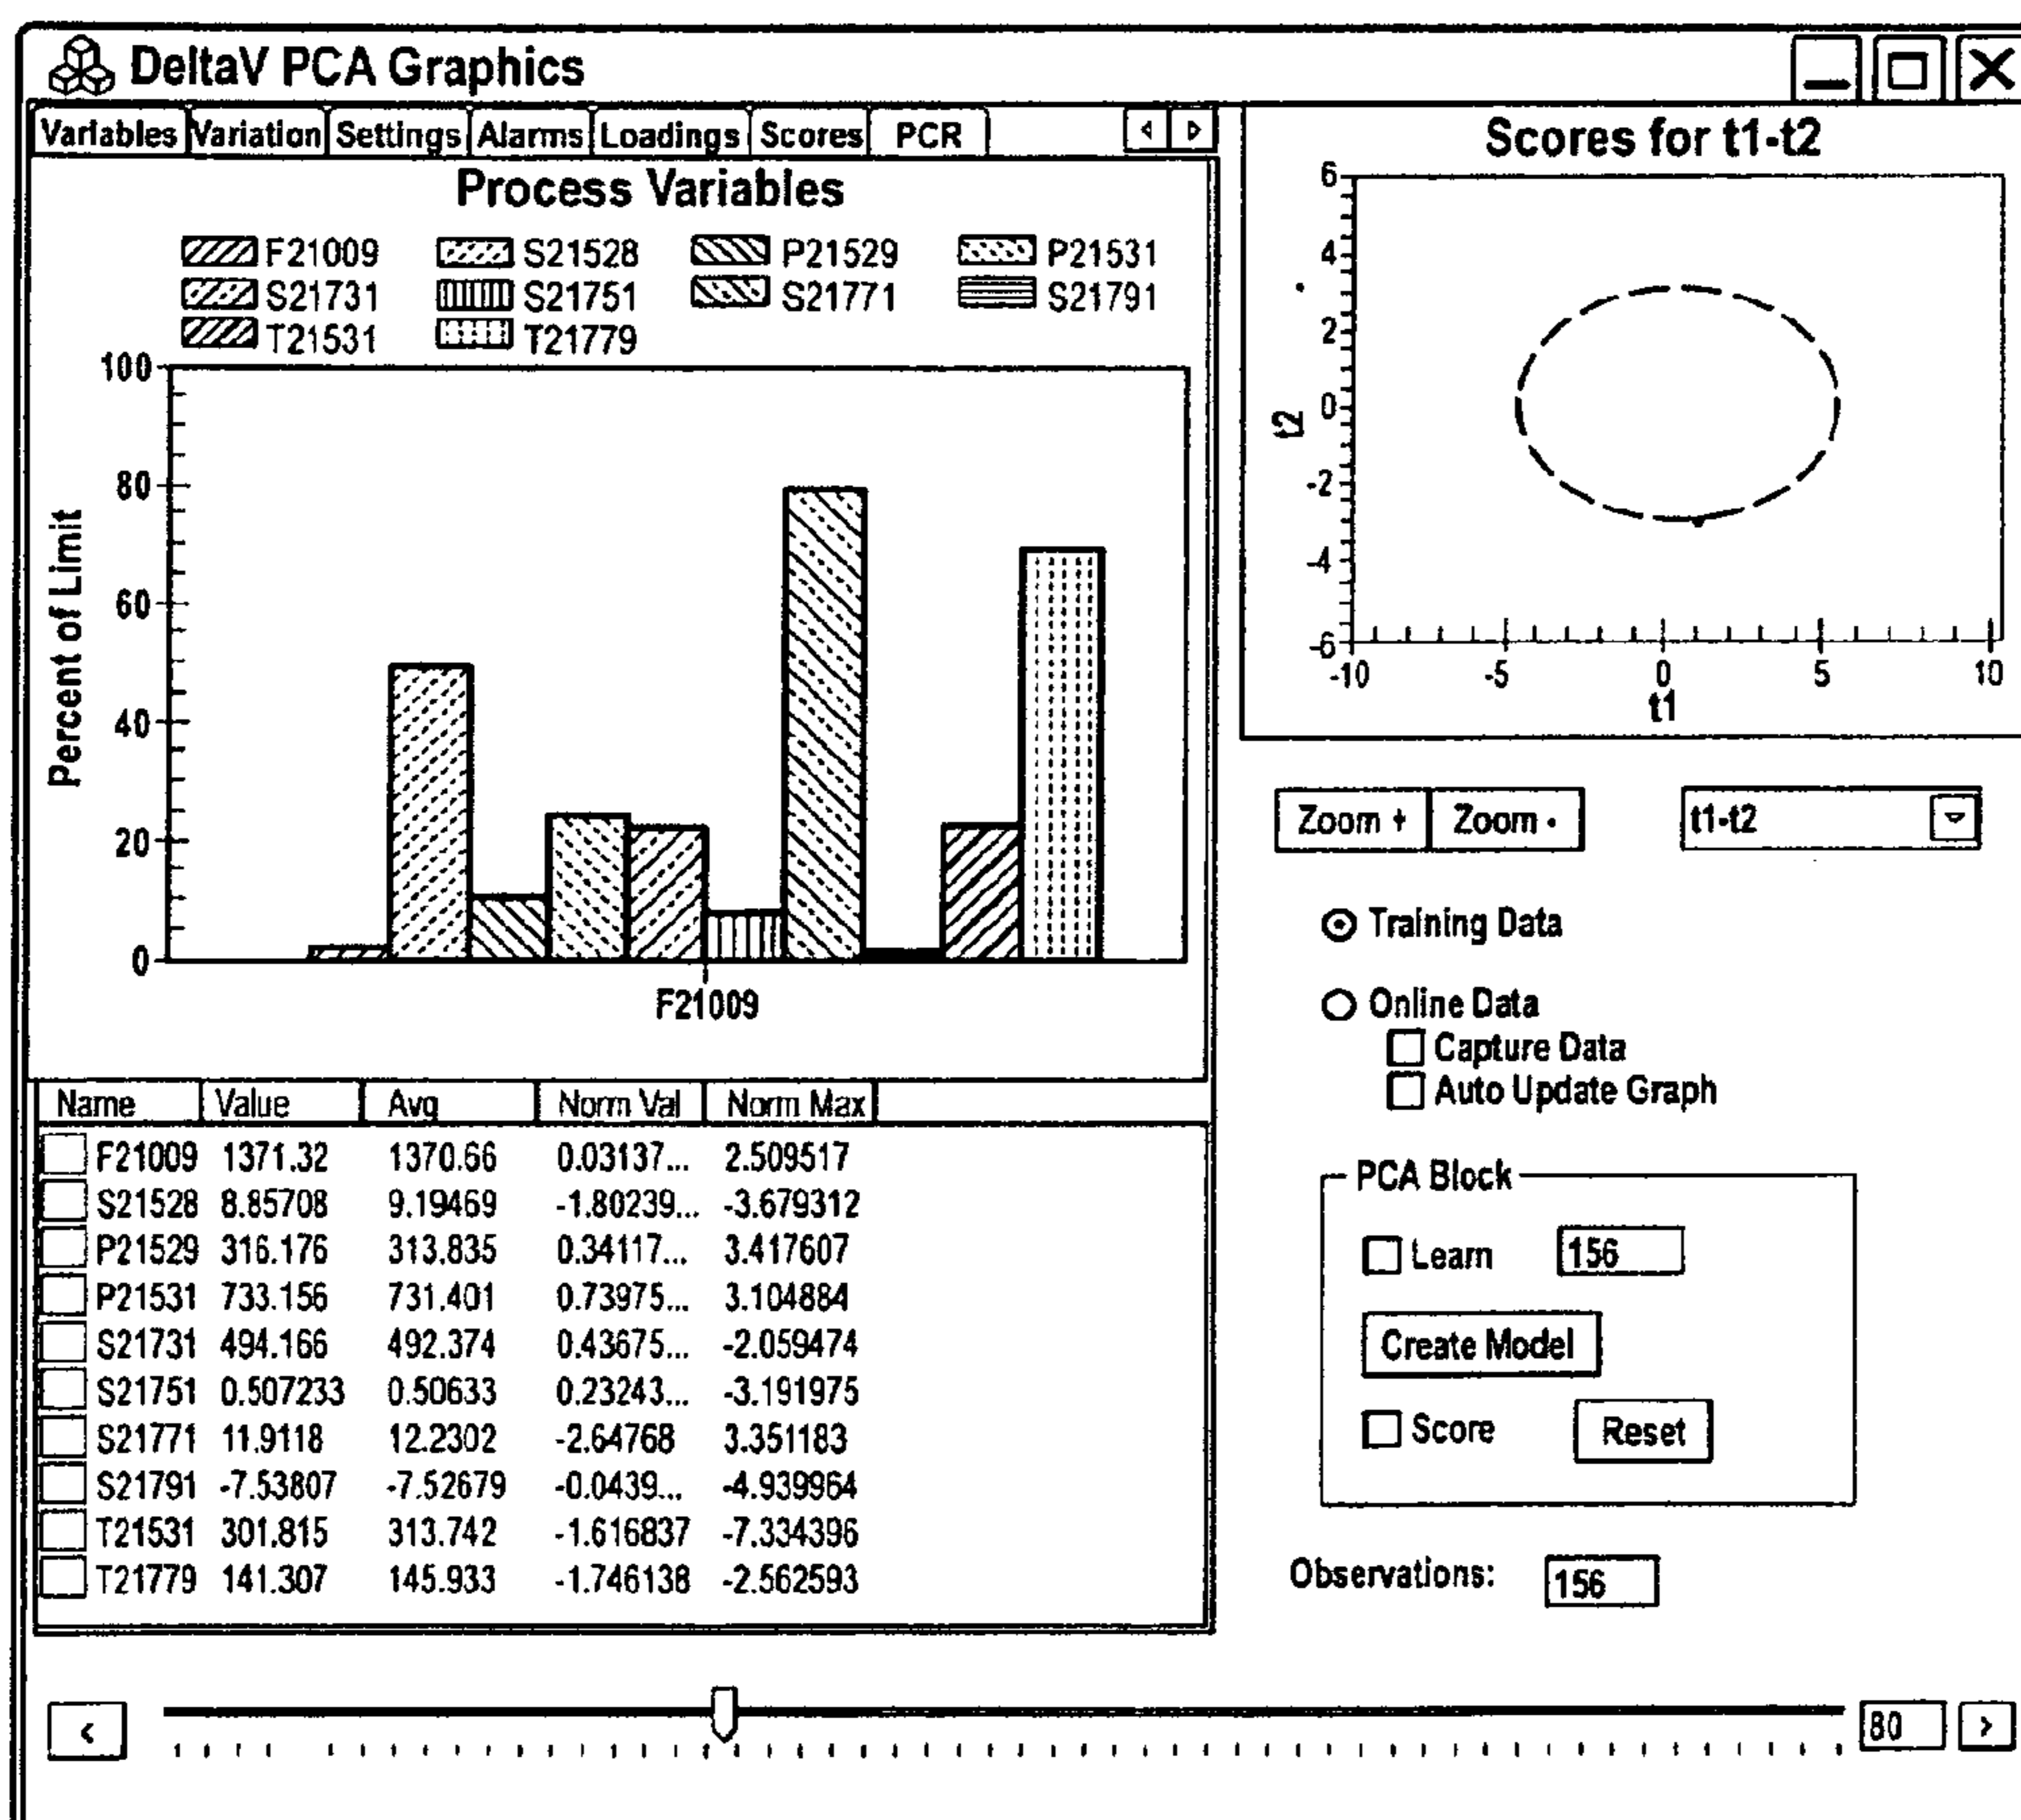 DeltaV PCA Graphics
Variables Variation Settings Alarms Loadings Scores PCR
Process Variables
F21009 S21528 P21529 P21531
S21731 S21751 S21771 S21791
T21531 T21779
Percent of Limit
100
80
60
40
20
0
F21009
Name Value Avg Norm Val Norm Max
F21009 1371.32 1370.66 0.03137... 2.509517
S21528 8.85708 9.19469 -1.80239... -3.679312
P21529 316.176 313.835 0.34117... 3.417607
P21531 733.156 731.401 0.73975... 3.104884
S21731 494.166 492.374 0.43675... -2.059474
S21751 0.507233 0.50633 0.23243... -3.191975
S21771 11.9118 12.2302 -2.64768 3.351183
S21791 -7.53807 -7.52679 -0.0439... -4.939964
T21531 301.815 313.742 -1.616837 -7.334396
T21779 141.307 145.933 -1.746138 -2.562593
Scores for t1-t2
6
4
2
0
-2
-4
-6
t2
-10 -5 0 5 10
t1
Zoom + Zoom - t1-t2
Training Data
Online Data
Capture Data
Auto Update Graph
PCA Block
Learn 156
Create Model
Score Reset
Observations: 156
< 80 >